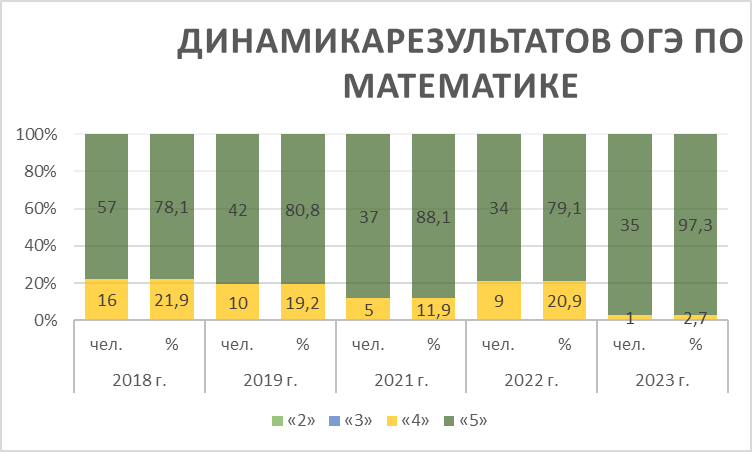 ДИНАМИКАРЕЗУЛЬТАТОВ ОГЭ ПО
МАТЕМАТИКЕ
100%
80%
60%
40%
20%
0%
57 78,1 42 80,8 37 88,1 34 79,1 35 97,3
16 21,9 10 19,2 5 11,9 9 20,9 1 2,7
чел. % чел. % чел. % чел. % чел. %
2018 г. 2019 г. 2021 г. 2022 г. 2023 г.
«2» «3» «4» «5»